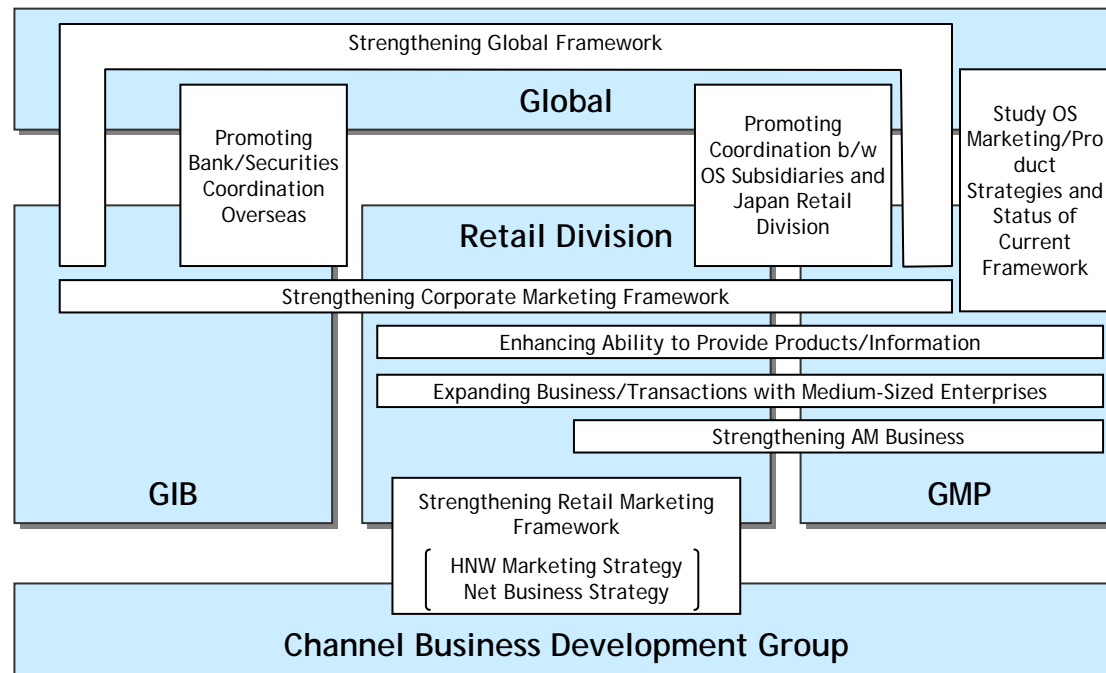 Strengthening Global Framework
Global
Promoting
Bank/Securities
Coordination
Overseas
Promoting
Coordination b/w
OS Subsidiaries and
Japan Retail
Division
Study OS
Marketing/Pro
duct
Strategies and
Status of
Current
Framework
Retail Division
Strengthening Corporate Marketing Framework
Enhancing Ability to Provide Products/Information
Expanding Business/Transactions with Medium-Sized Enterprises
Strengthening AM Business
GIB
GMP
Strengthening Retail Marketing
Framework
HNW Marketing Strategy
Net Business Strategy
Channel Business Development Group